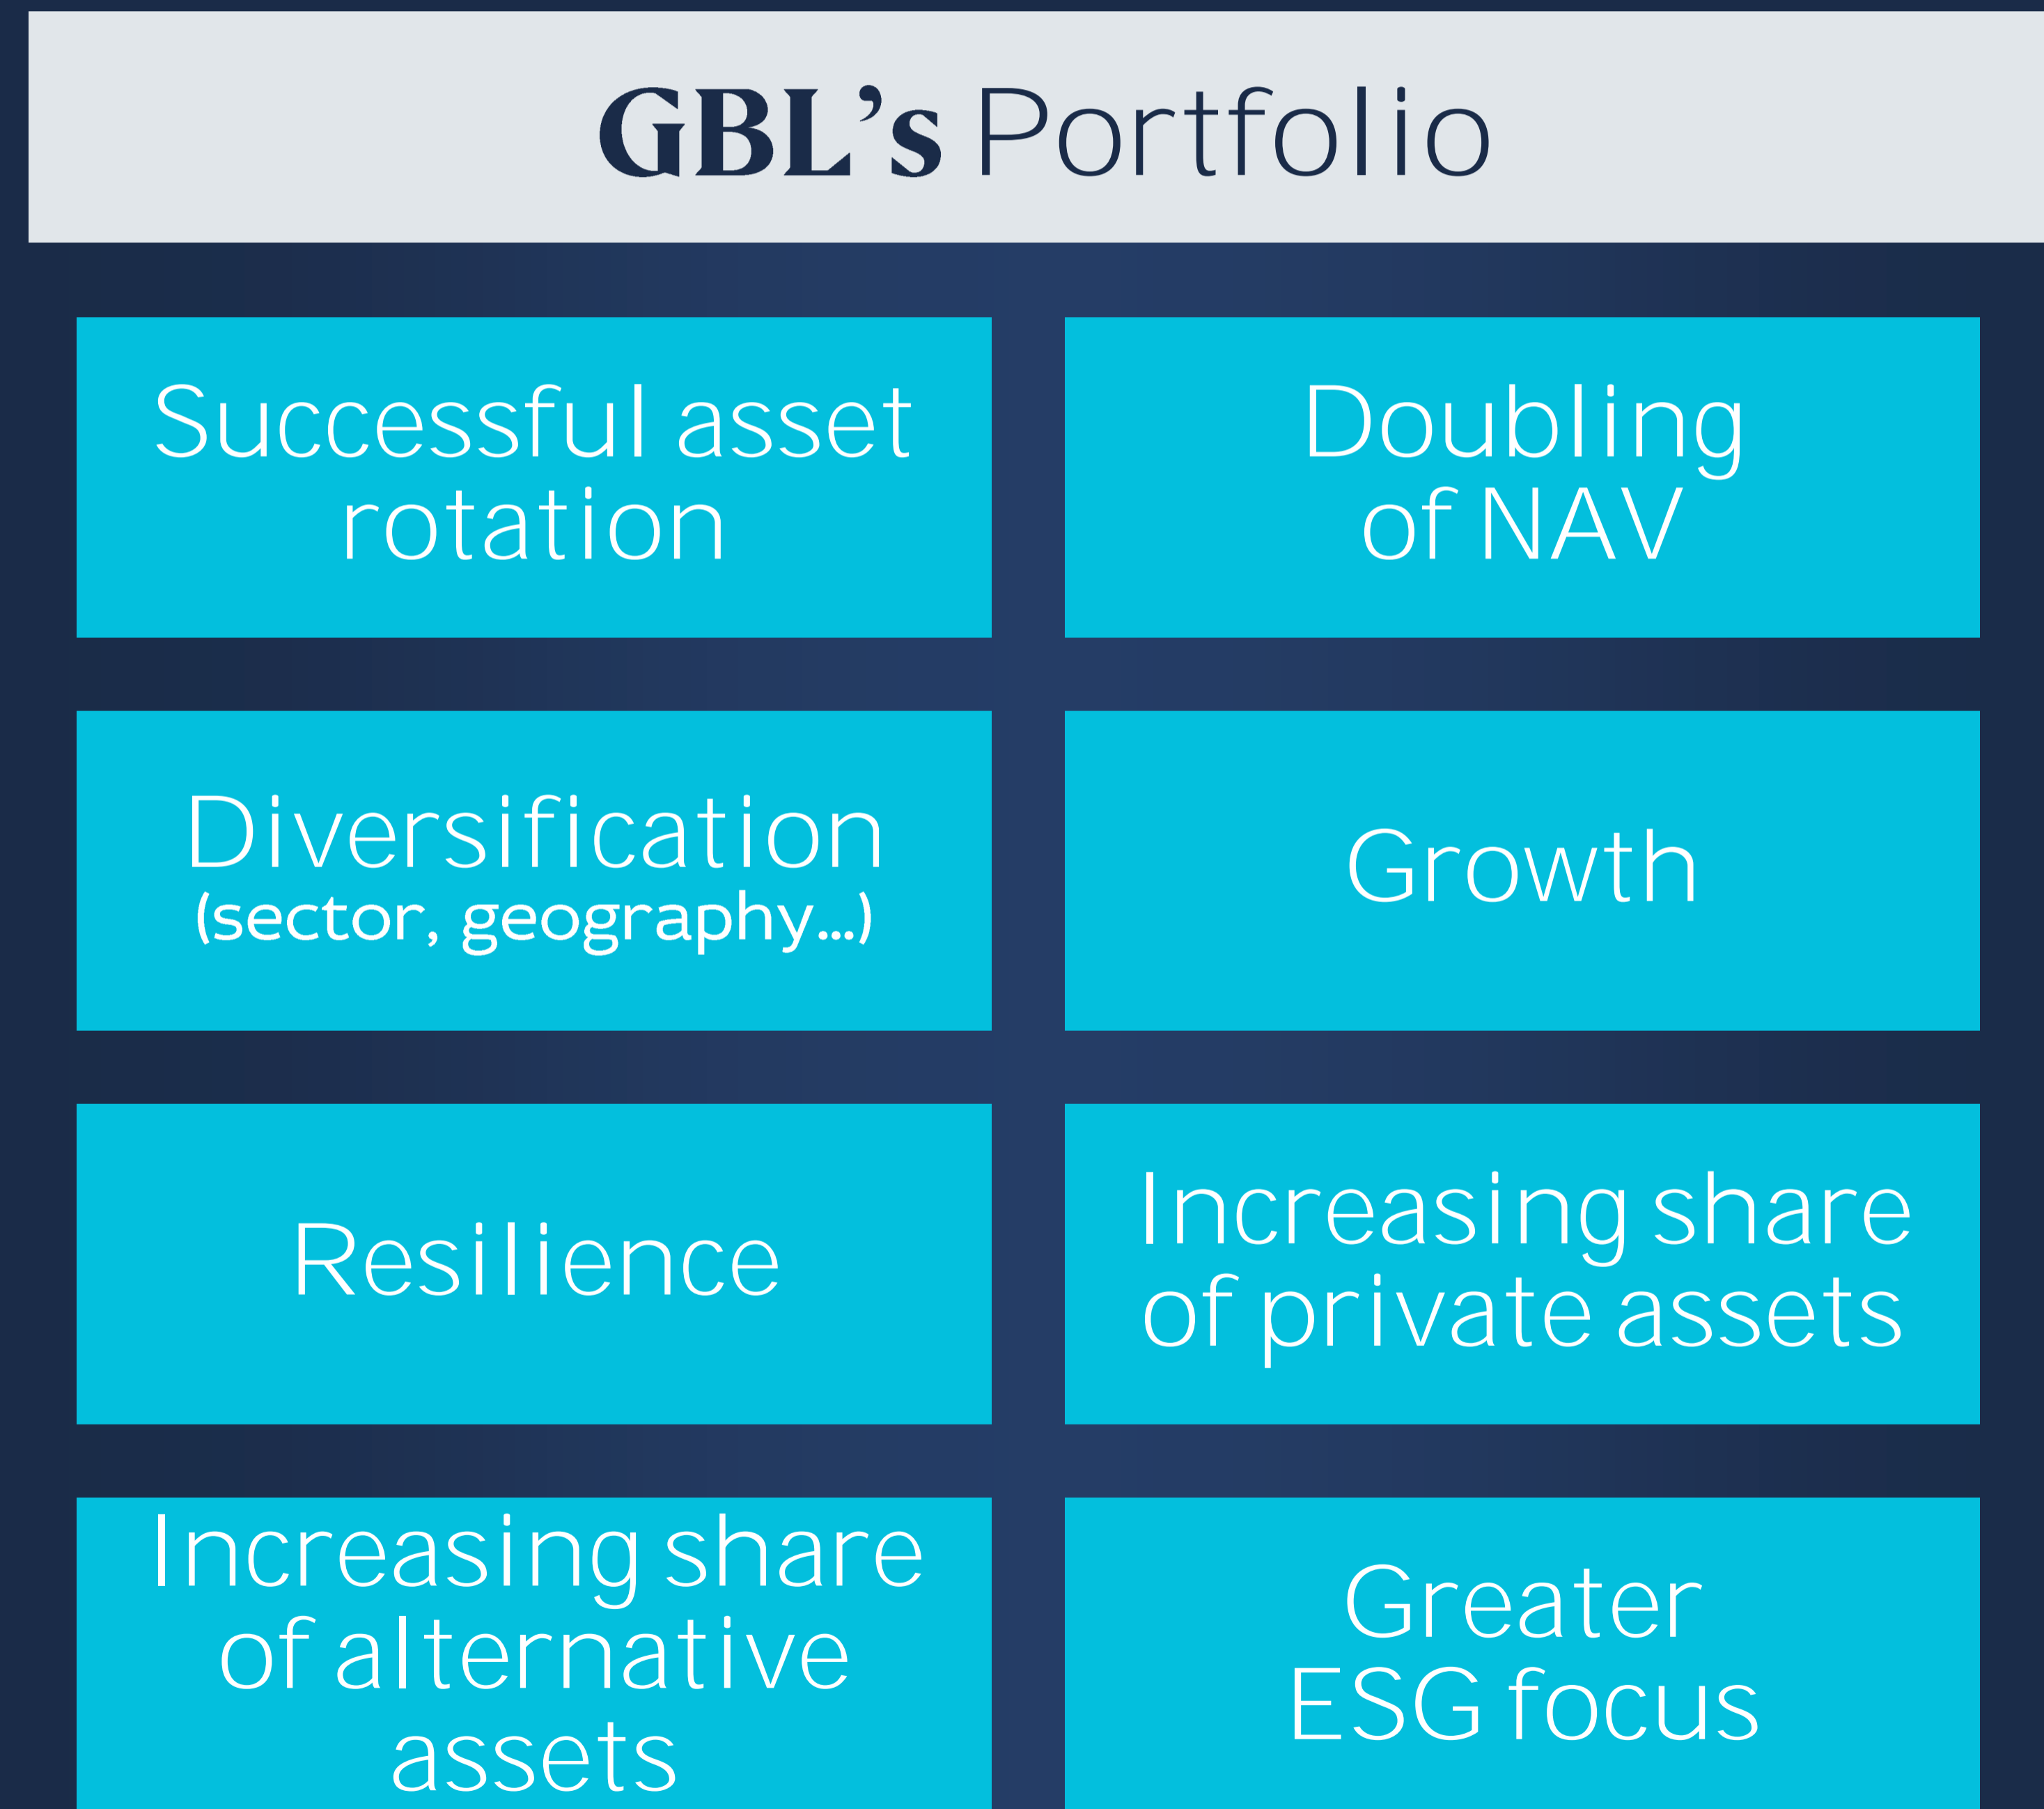 GBL’s Portfolio
Successful asset
rotation
Doubling
of NAV
Diversification
(sector, geography...)
Growth
Resilience
Increasing share
of private assets
Increasing share
of alternative
assets
Greater
ESG focus